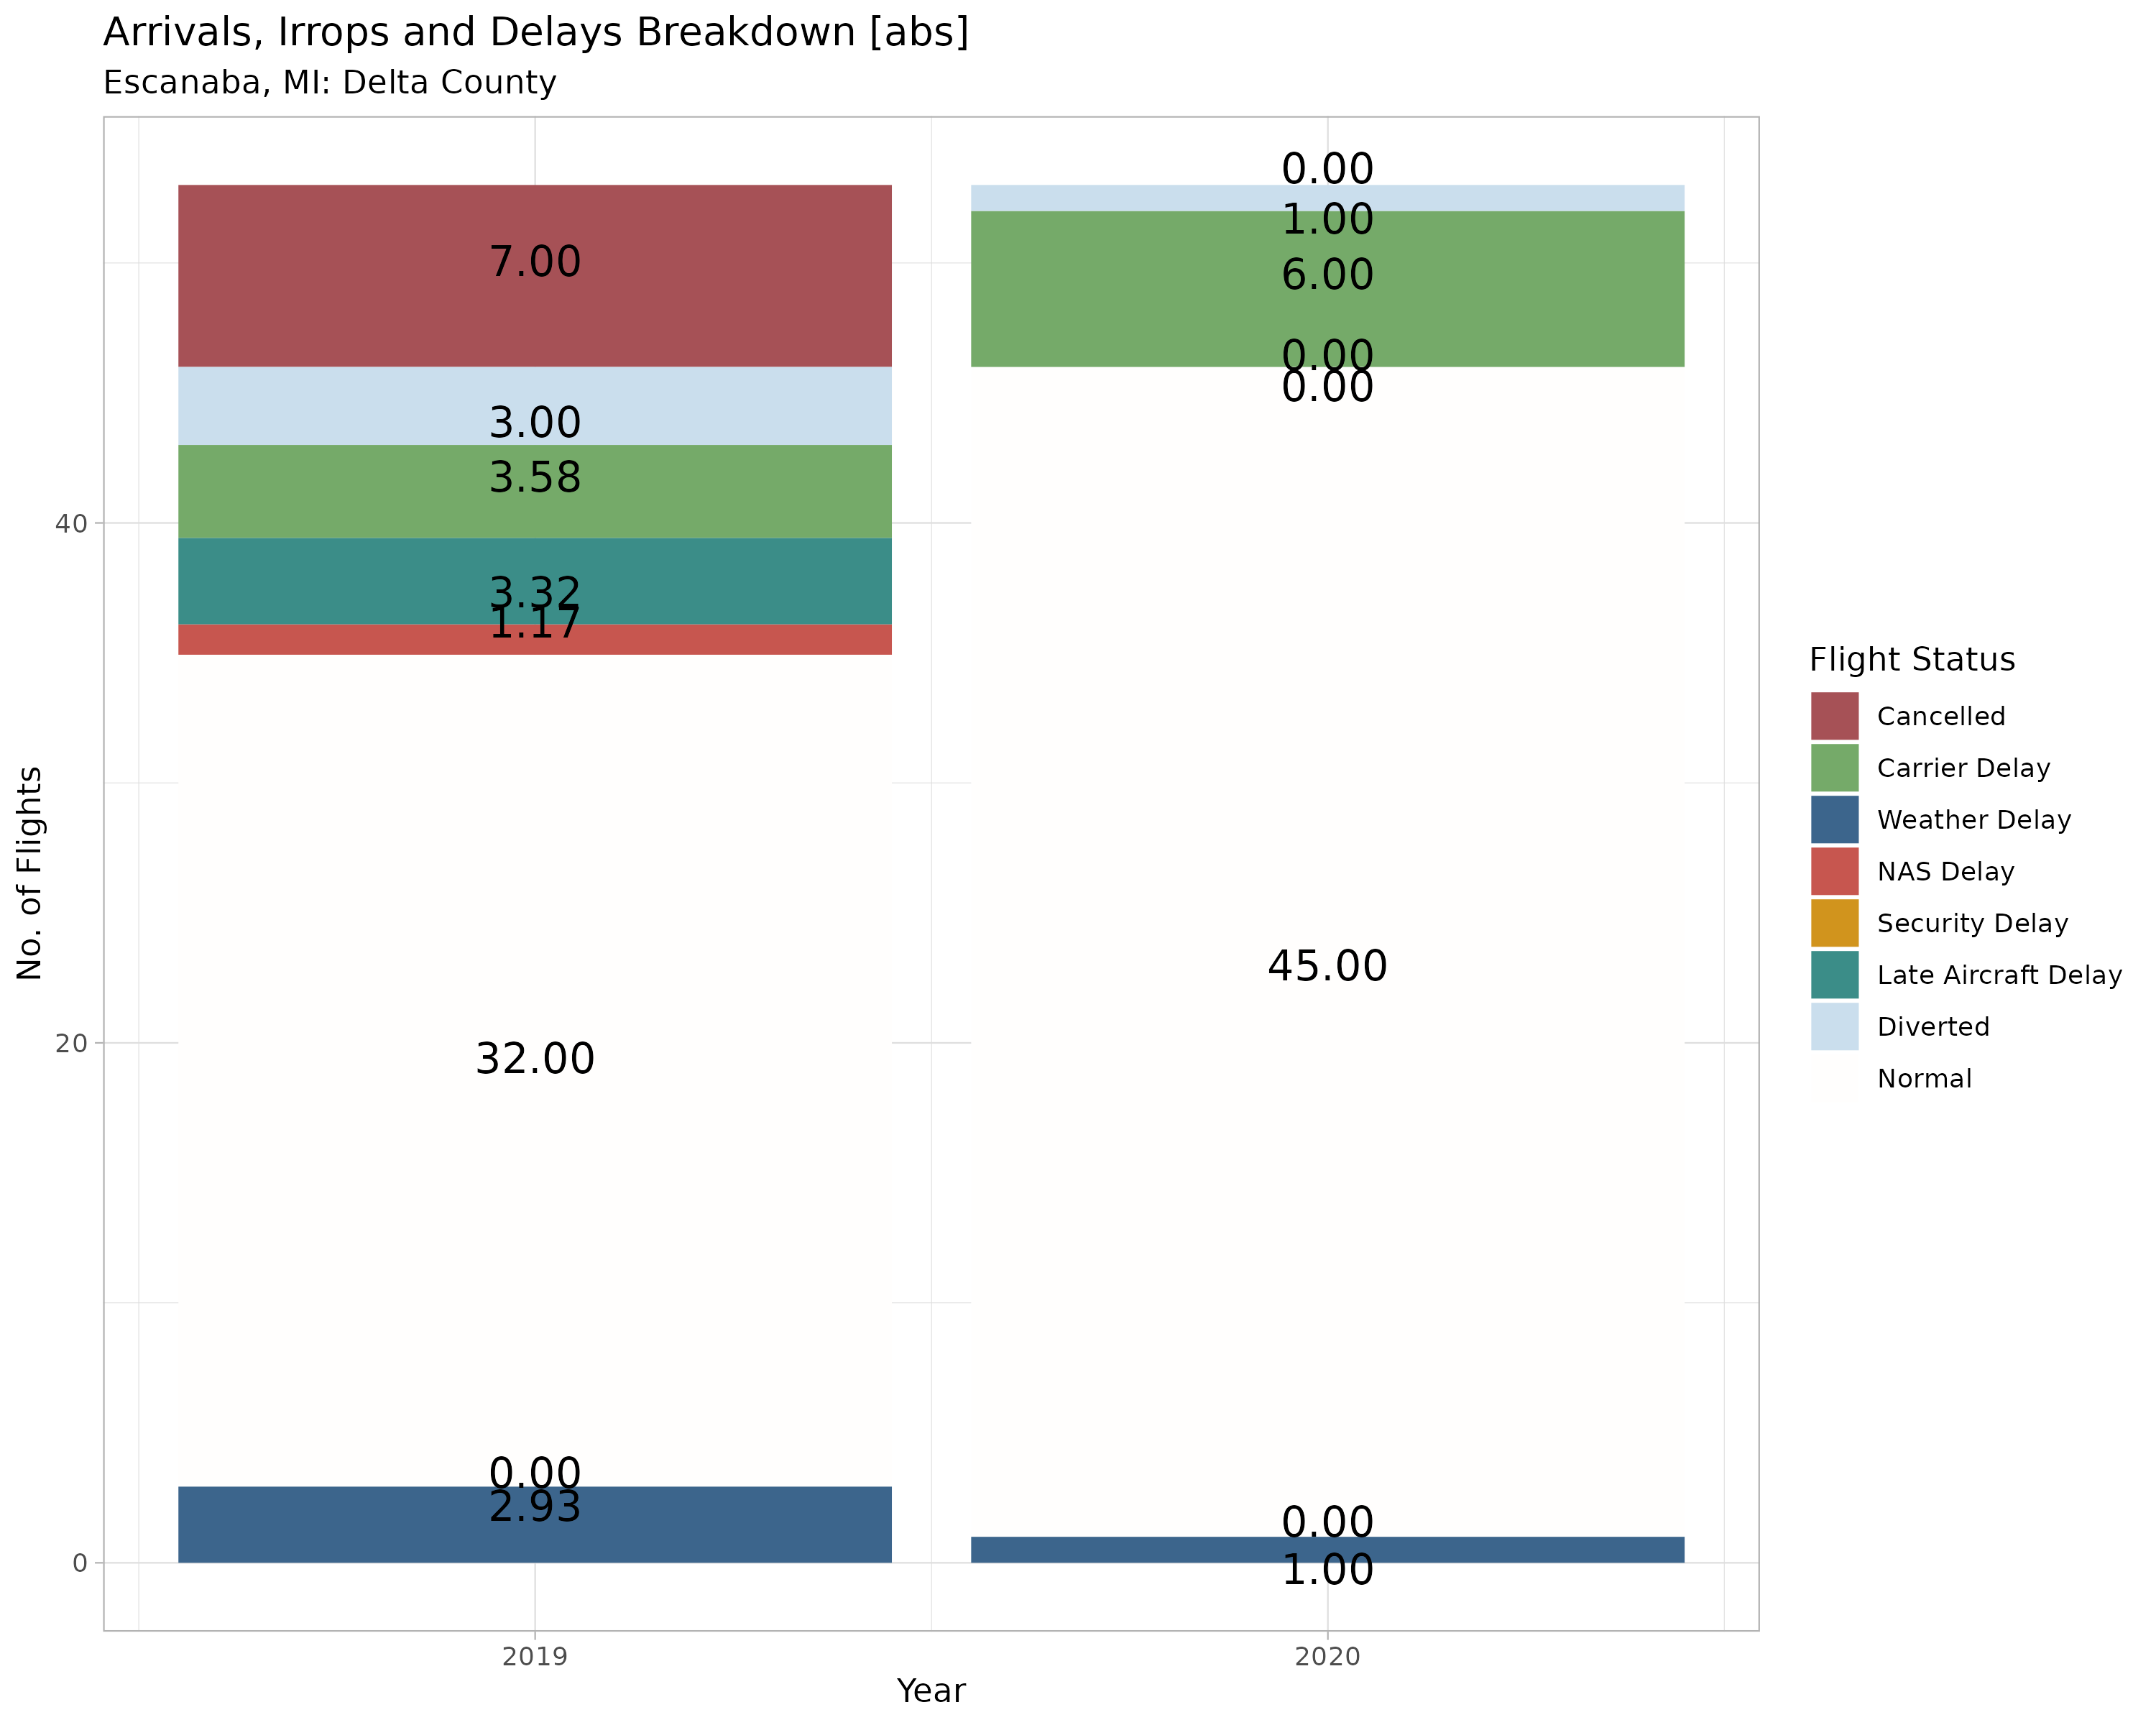 Arrivals, Irrops and Delays Breakdown [abs]
Escanaba, MI: Delta County
No. of Flights
40
20
0
7.00
3.00
3.58
3.32
1.17
32.00
0.00
2.93
0.00
1.00
6.00
0.00
0.00
45.00
0.00
1.00
2019
2020
Year
Flight Status
Cancelled
Carrier Delay
Weather Delay
NAS Delay
Security Delay
Late Aircraft Delay
Diverted
Normal